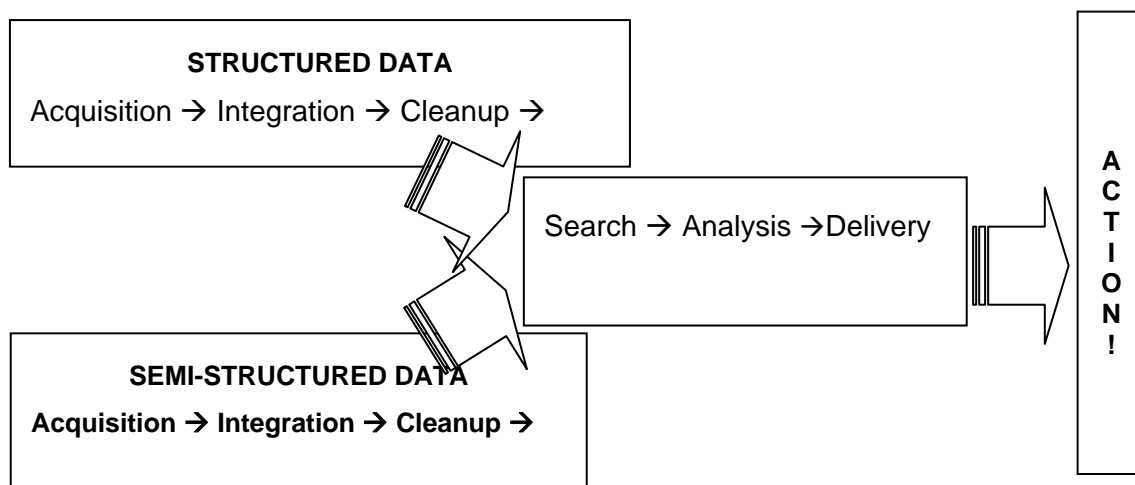 STRUCTURED DATA
Acquisition → Integration → Cleanup →
Search → Analysis →Delivery
SEMI-STRUCTURED DATA
Acquisition → Integration → Cleanup →
A
C
T
I
O
N
!